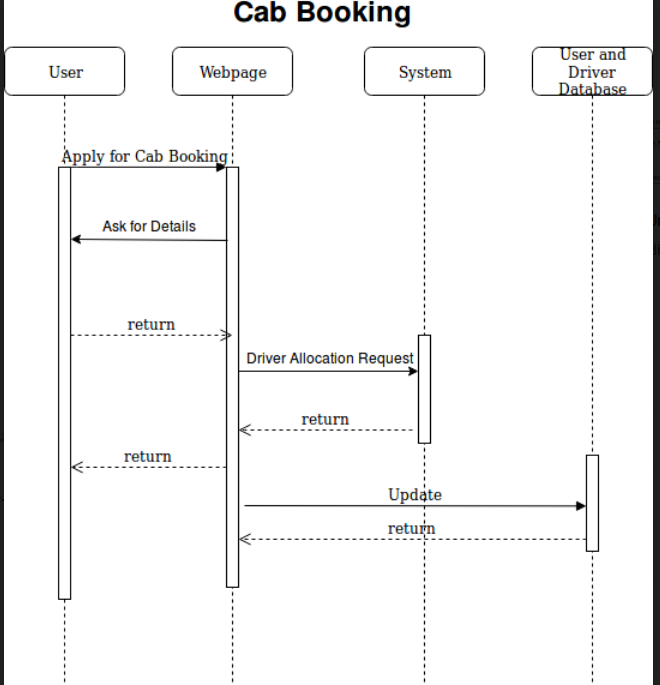 Cab Booking
User
Webpage
System
User and
Driver
Database
Apply for Cab Booking
Ask for Details
return
Driver Allocation Request
return
return
Update
return